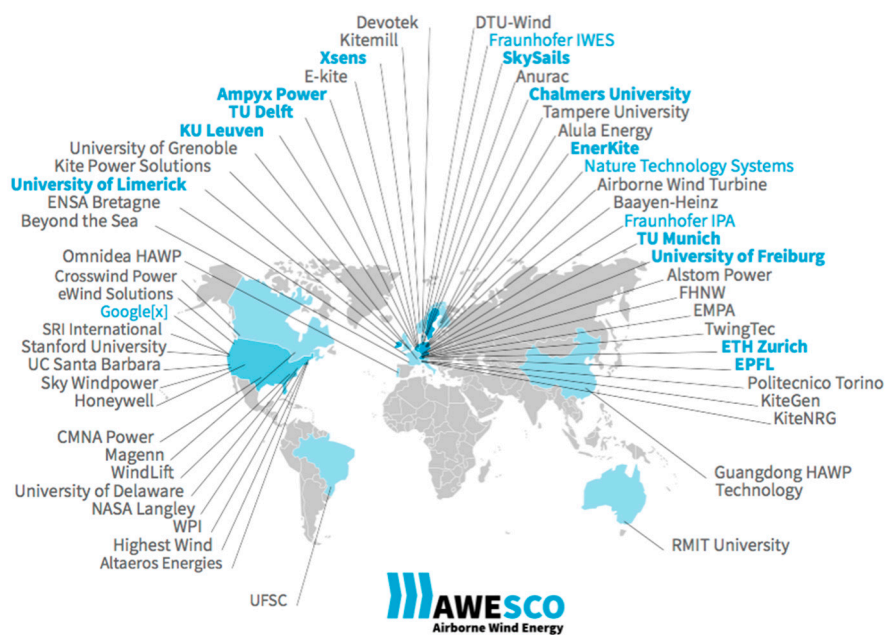 Devotek
Kitemill
Xsens
E-kite
Ampyx Power
TU Delft
KU Leuven
University of Grenoble
Kite Power Solutions
University of Limerick
ENSA Bretagne
Beyond the Sea
DTU-Wind
Fraunhofer IWES
SkySails
Anurac
Chalmers University
Tampere University
Alula Energy
EnerKite
Nature Technology Systems
Airborne Wind Turbine
Baayen-Heinz
Fraunhofer IPA
TU Munich
University of Freiburg
Alstom Power
FHNW
EMPA
TwingTec
ETH Zurich
EPFL
Politecnico Torino
KiteGen
KiteNRG
Omnidea HAWP
Crosswind Power
eWind Solutions
Google[x]
SRI International
Stanford University
UC Santa Barbara
Sky Windpower
Honeywell
CMNA Power
Magenn
WindLift
University of Delaware
NASA Langley
WPI
Highest Wind
Altaeros Energies
UFSC
Guangdong HAWP
Technology
RMIT University
AWESCO
Airborne Wind Energy